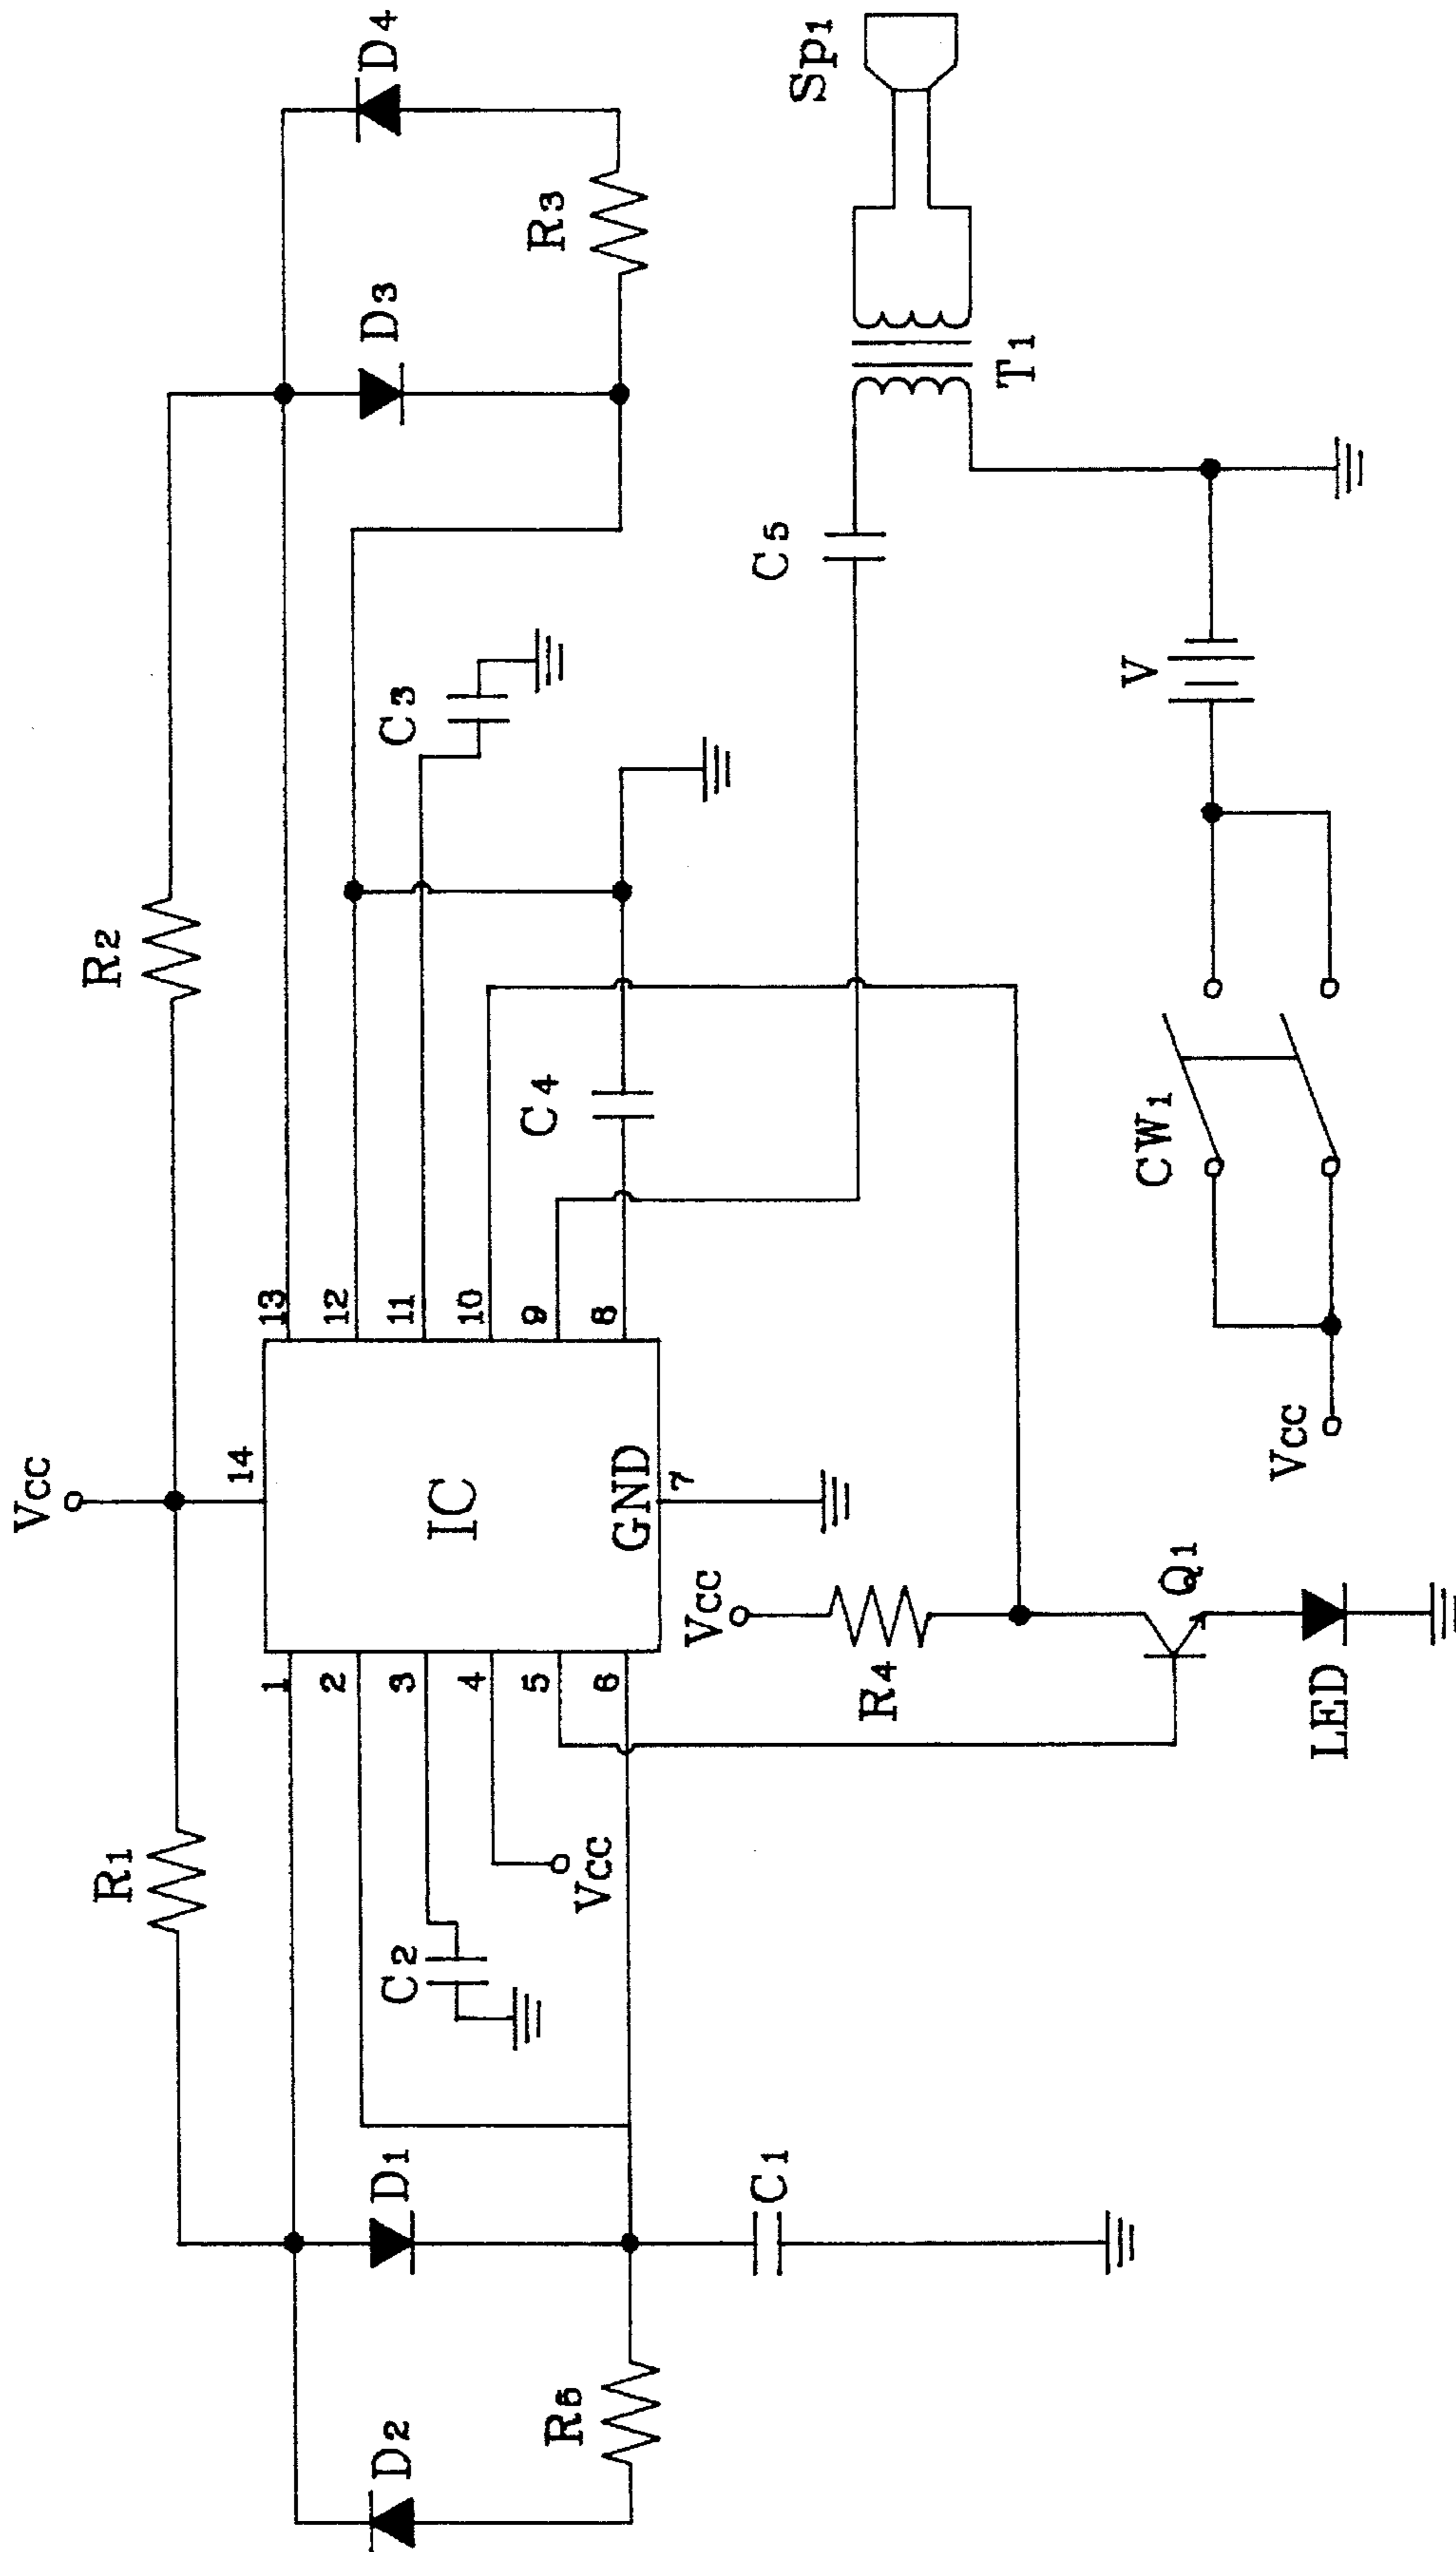 D4
Sp1
R3
D3
T1
C5
C3
V
R2
C4
CW1
13
12
11
10
9
8
Vcc
14
IC
GND
7
Vcc
Vcc
Q1
R4
LED
1
2
3
4
5
6
R1
Vcc
C2
D1
C1
R5
D2